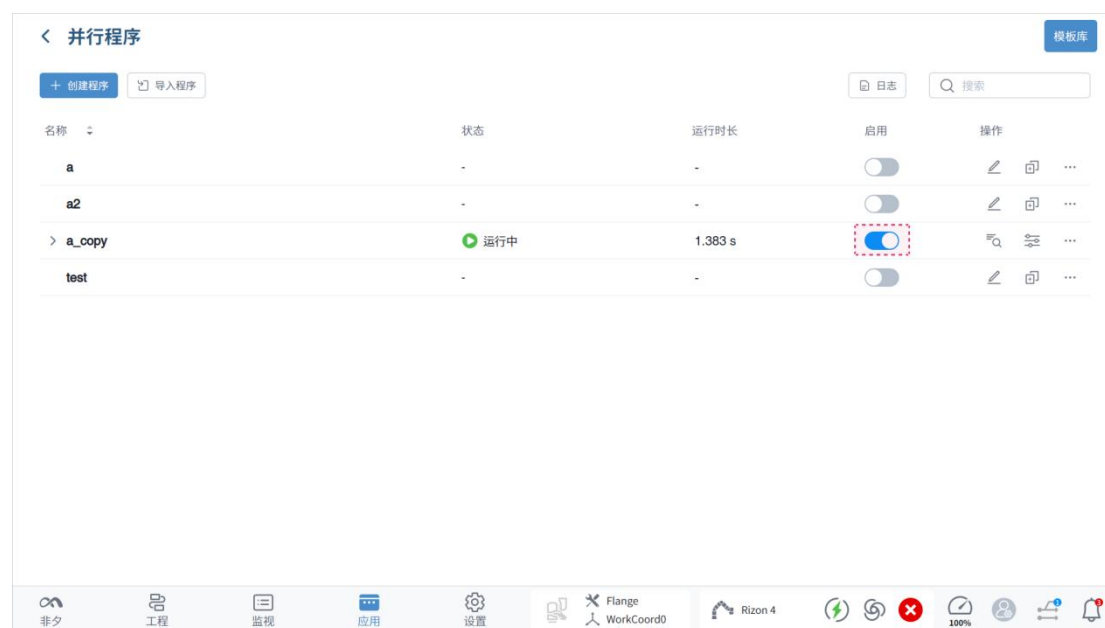 并行程序
模板库
创建程序 导入程序 日志 搜索
名称 状态 运行时长 启用 操作
a - -
a2 - -
a_copy 运行中 1.383 s
test - -
非夕 工程 监视 应用 设置 Flange WorkCoord0 Rizon 4 100% 1 3